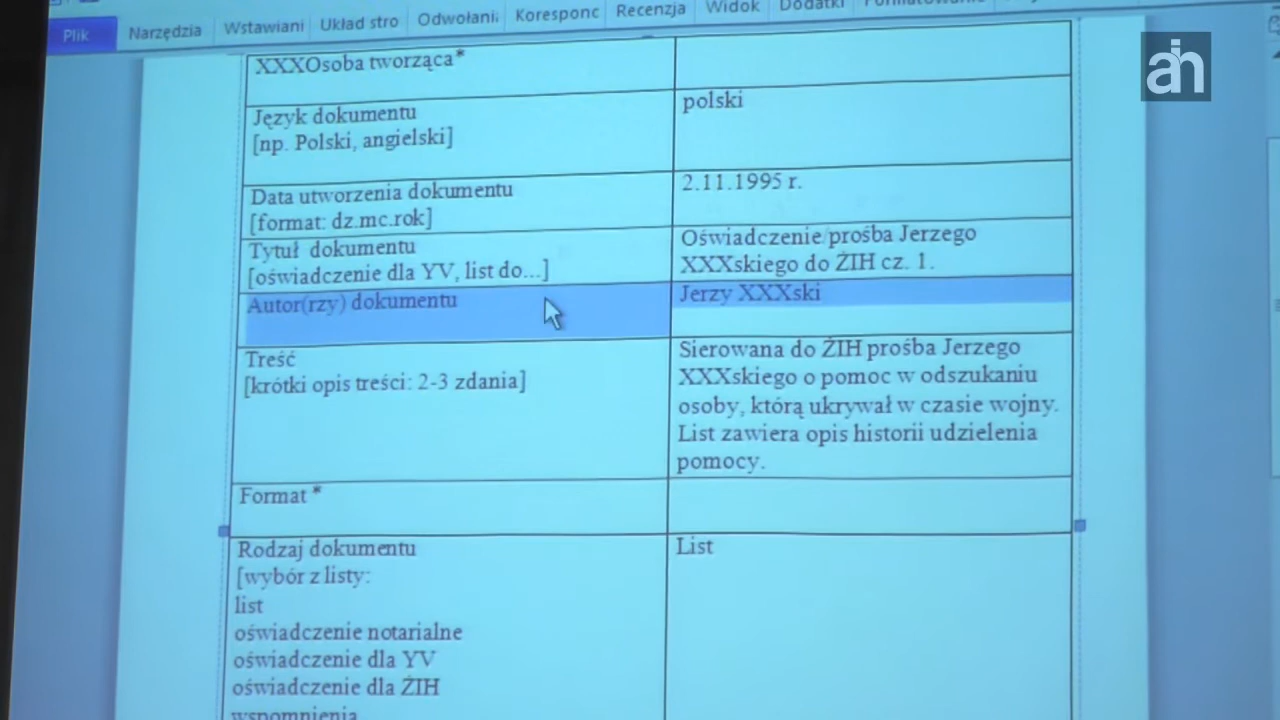 Plik Narzędzia Wstawiani Układ stro Odwołani Koresponc Recenzja Widok Dodatki
ain
XXXOsoba tworząca*
Język dokumentu
[np. Polski, angielski]
polski
Data utworzenia dokumentu
[format: dz.mc.rok]
2.11.1995 r.
Tytuł dokumentu
[oświadczenie dla YV, list do...]
Oświadczenie/prośba Jerzego
XXXskiego do ŻIH cz. 1.
Autor(rzy) dokumentu
Jerzy XXXski
Treść
[krótki opis treści: 2-3 zdania]
Sierowana do ŻIH prośba Jerzego
XXXskiego o pomoc w odszukaniu
osoby, którą ukrywał w czasie wojny.
List zawiera opis historii udzielenia
pomocy.
Format *
Rodzaj dokumentu
[wybór z listy:
list
oświadczenie notarialne
oświadczenie dla YV
oświadczenie dla ŻIH
wspomnienia
List